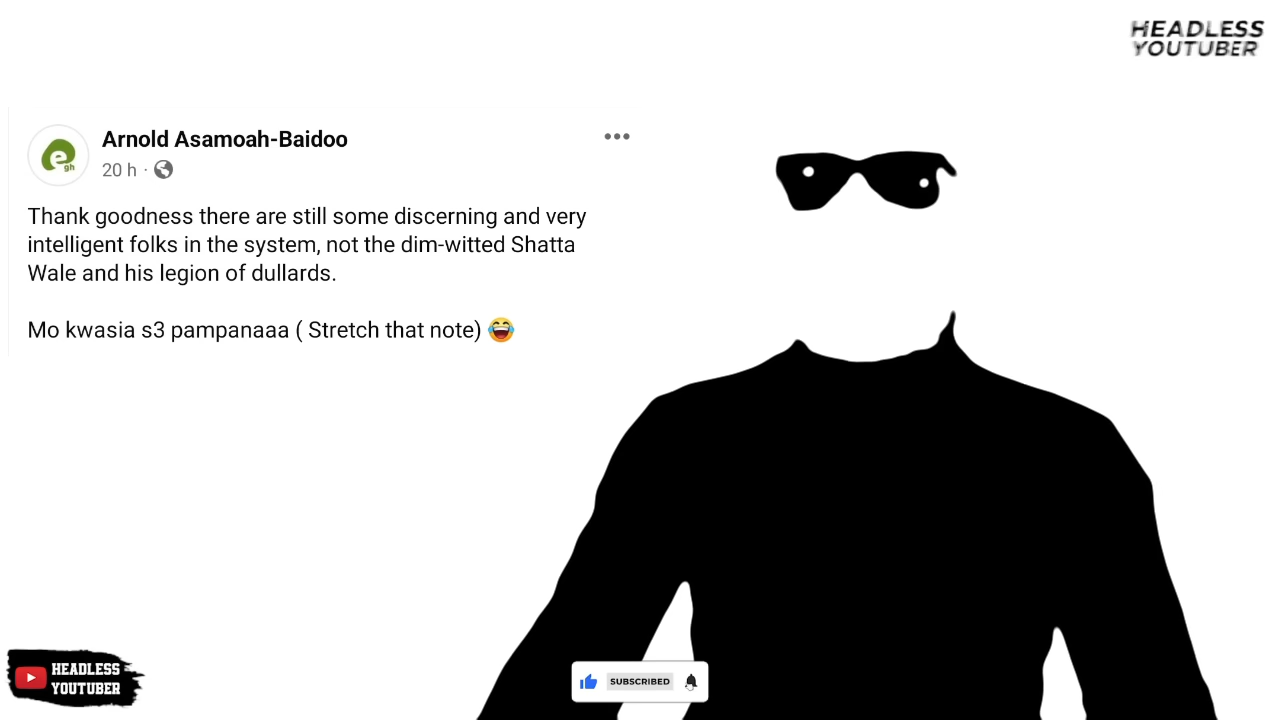 HEADLESS
YOUTUBER
Arnold Asamoah-Baidoo
20 h ·
Thank goodness there are still some discerning and very
intelligent folks in the system, not the dim-witted Shatta
Wale and his legion of dullards.
Mo kwasia s3 pampanaaa ( Stretch that note) 😂
e
gh
HEADLESS
YOUTUBER
SUBSCRIBED